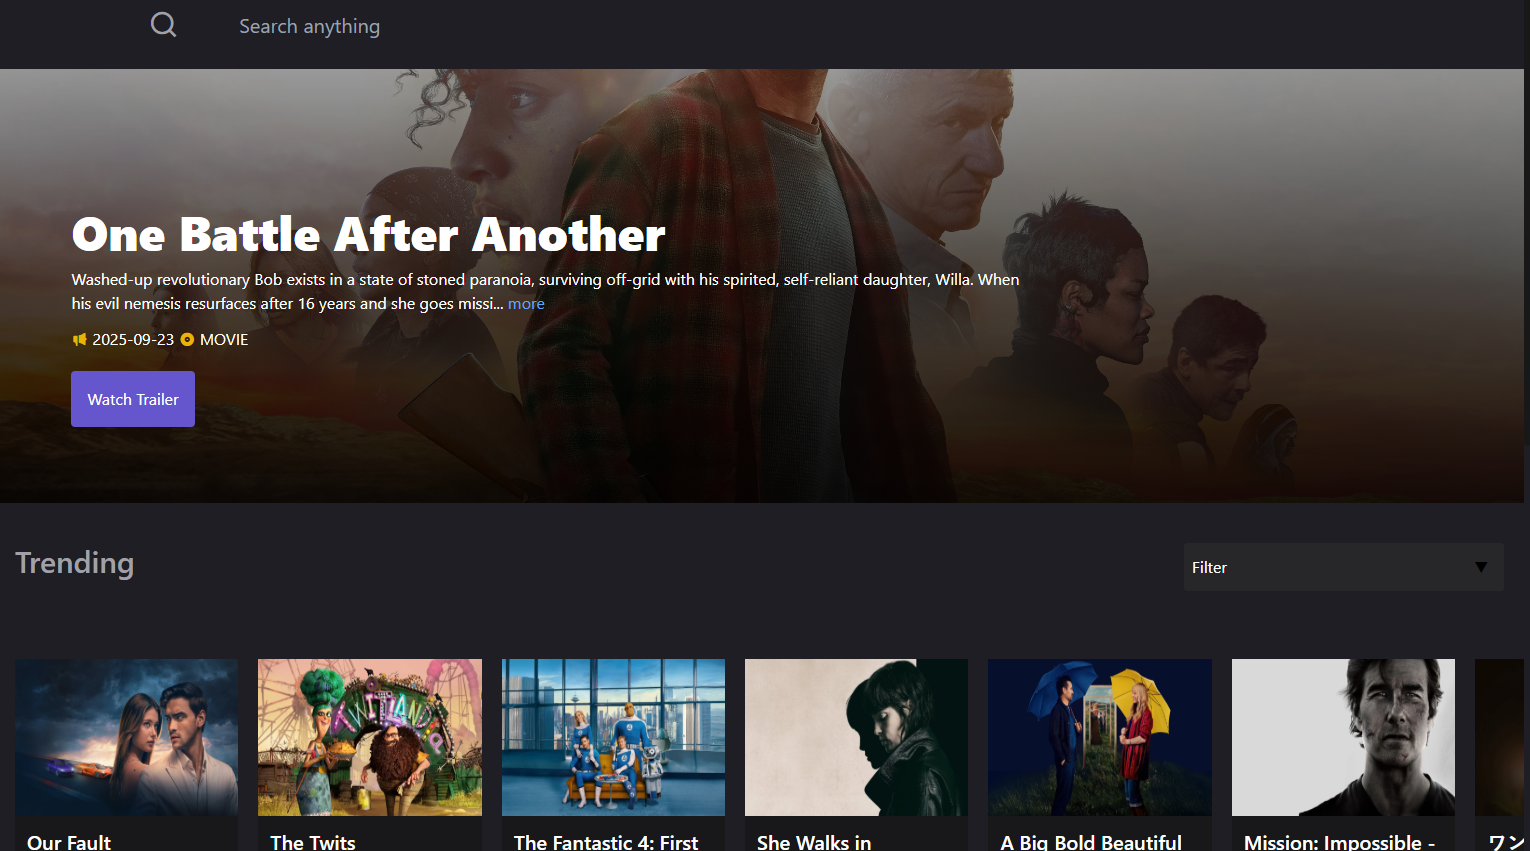 Search anything
One Battle After Another
Washed-up revolutionary Bob exists in a state of stoned paranoia, surviving off-grid with his spirited, self-reliant daughter, Willa. When
his evil nemesis resurfaces after 16 years and she goes missi... more
2025-09-23 MOVIE
Watch Trailer
Trending
Filter
TWITLANDIA
Our Fault
The Twits
The Fantastic 4: First
She Walks in
A Big Bold Beautiful
Mission: Impossible -
ワン